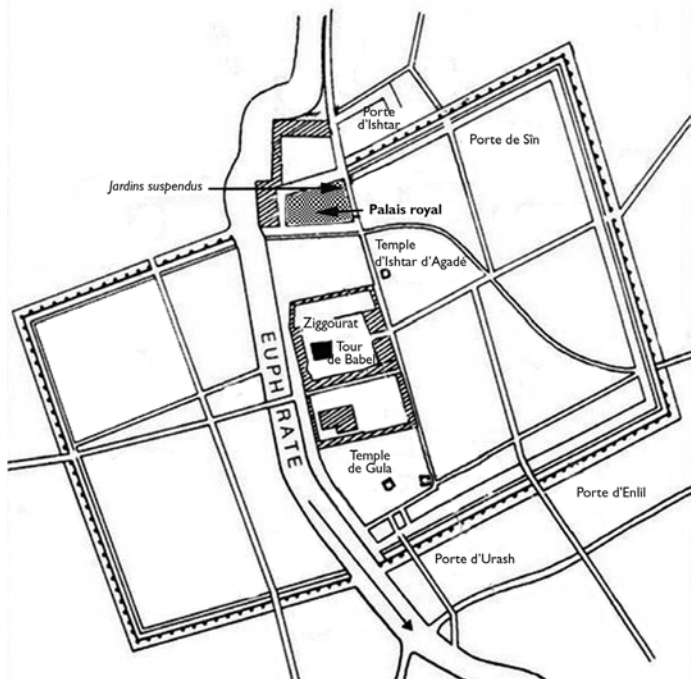 Porte
d'Ishtar
Porte de Sîn
Jardins suspendus
Palais royal
Temple
d'Ishtar d'Agadé
Ziggourat
Tour
de Babel
EUPHRATE
Temple
de Gula
Porte d'Enlil
Porte d'Urash